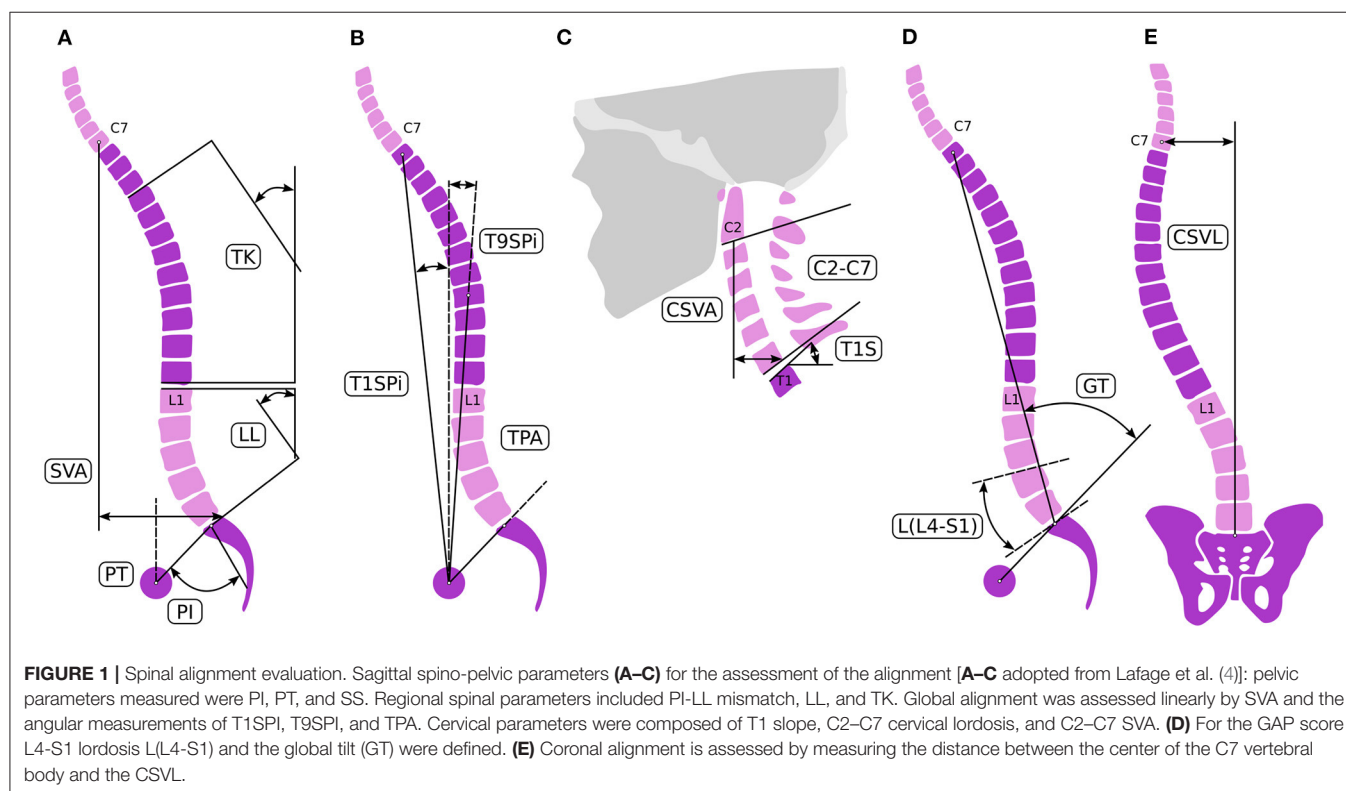 A
B
C
D
E
C7
TK
L1
LL
SVA
PT
PI
C7
T9SPi
T1SPi
L1
TPA
C2
C2-C7
CSVA
T1S
T1
C7
L1
GT
L(L4-S1)
C7
CSVL
L1
FIGURE 1 | Spinal alignment evaluation. Sagittal spino-pelvic parameters (A–C) for the assessment of the alignment [A–C adopted from Lafage et al. (4)]: pelvic
parameters measured were PI, PT, and SS. Regional spinal parameters included PI-LL mismatch, LL, and TK. Global alignment was assessed linearly by SVA and the
angular measurements of T1SPI, T9SPI, and TPA. Cervical parameters were composed of T1 slope, C2–C7 cervical lordosis, and C2–C7 SVA. (D) For the GAP score
L4-S1 lordosis L(L4-S1) and the global tilt (GT) were defined. (E) Coronal alignment is assessed by measuring the distance between the center of the C7 vertebral
body and the CSVL.